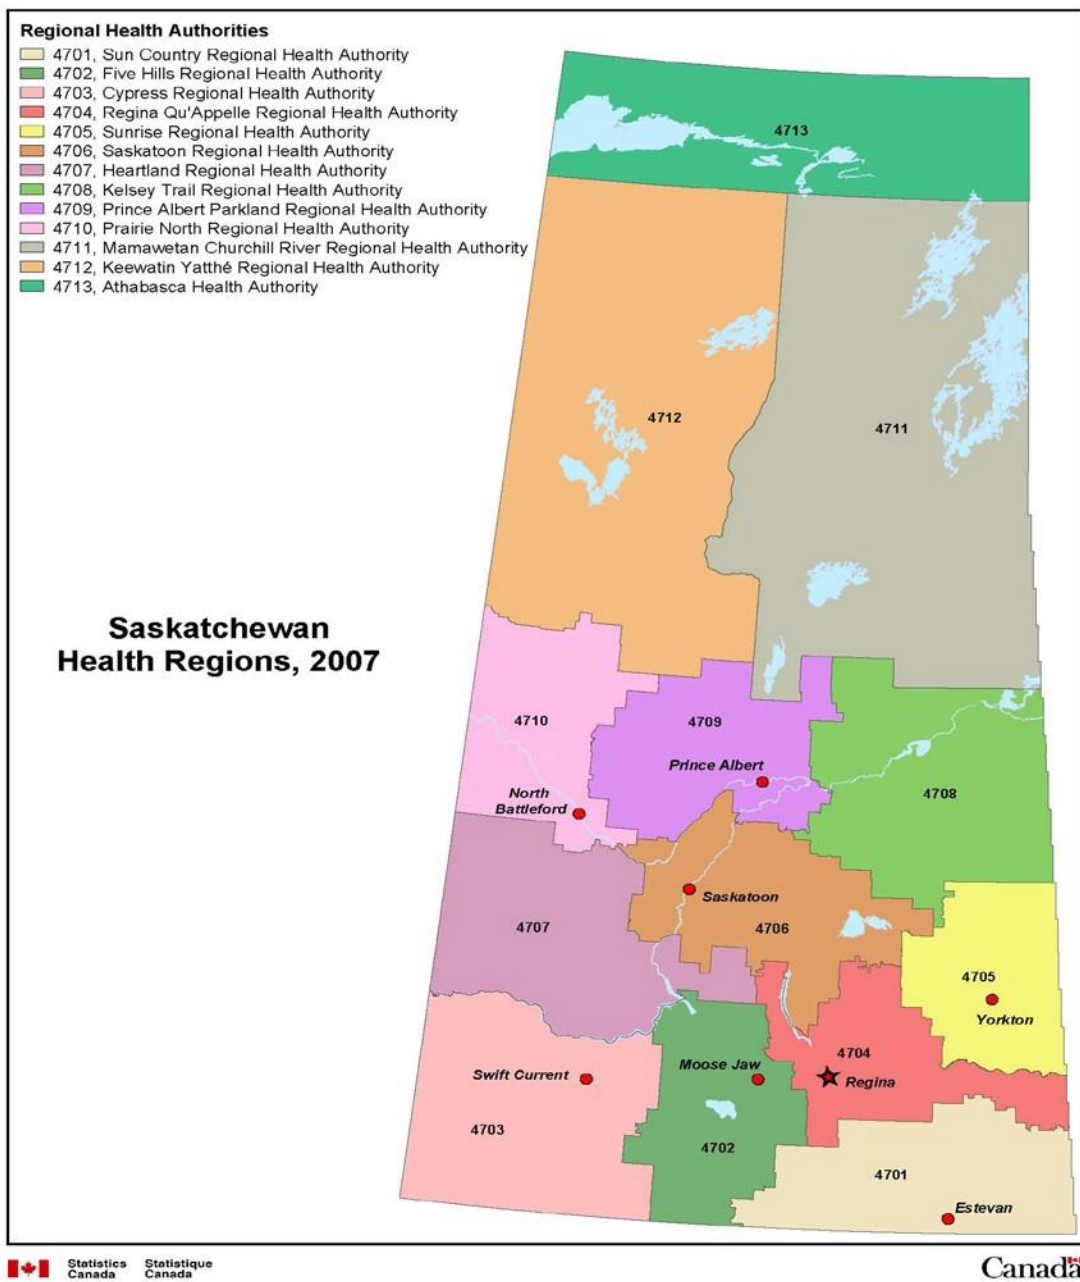 Regional Health Authorities
4701, Sun Country Regional Health Authority
4702, Five Hills Regional Health Authority
4703, Cypress Regional Health Authority
4704, Regina Qu'Appelle Regional Health Authority
4705, Sunrise Regional Health Authority
4706, Saskatoon Regional Health Authority
4707, Heartland Regional Health Authority
4708, Kelsey Trail Regional Health Authority
4709, Prince Albert Parkland Regional Health Authority
4710, Prairie North Regional Health Authority
4711, Mamawetan Churchill River Regional Health Authority
4712, Keewatin Yatthé Regional Health Authority
4713, Athabasca Health Authority
4713
4712
4711
Saskatchewan
Health Regions, 2007
4710
4709
Prince Albert
North
Battleford
4708
Saskatoon
4707
4706
4705
Yorkton
4704
Regina
Moose Jaw
Swift Current
4703
4702
4701
Estevan
Statistics Statistique
Canada Canada
Canada